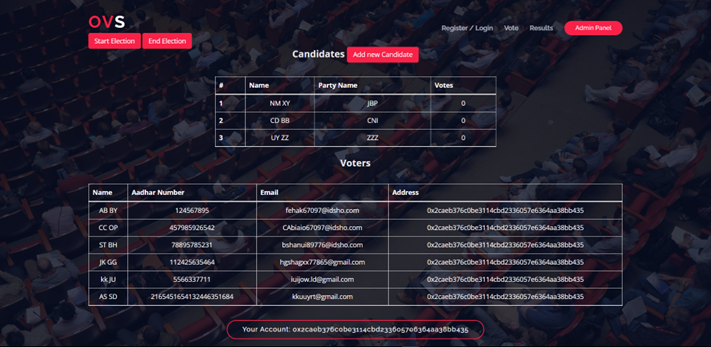 OVS
Register / Login Vote Results Admin Panel
Start Election End Election
Candidates Add new Candidate
# Name Party Name Votes
1 NM XY JBP 0
2 CD BB CNI 0
3 UY ZZ ZZZ 0
Voters
Name Aadhar Number Email Address
AB BY 124567895 fehak67097@idsho.com 0x2caeb376c0be3114cbd2336057e6364aa38bb435
CC OP 457985926542 CAbiaio67097@idsho.com 0x2caeb376c0be3114cbd2336057e6364aa38bb435
ST BH 78895785231 bshanui89776@idsho.com 0x2caeb376c0be3114cbd2336057e6364aa38bb435
JK GG 112425635464 hgshagxx77865@gmail.com 0x2caeb376c0be3114cbd2336057e6364aa38bb435
kk JU 5566337711 iuijow.ld@gmail.com 0x2caeb376c0be3114cbd2336057e6364aa38bb435
AS SD 2165451654132446351684 kkuuyrt@gmail.com 0x2caeb376c0be3114cbd2336057e6364aa38bb435
Your Account: 0x2caeb376c0be3114cbd2336057e6364aa38bb435